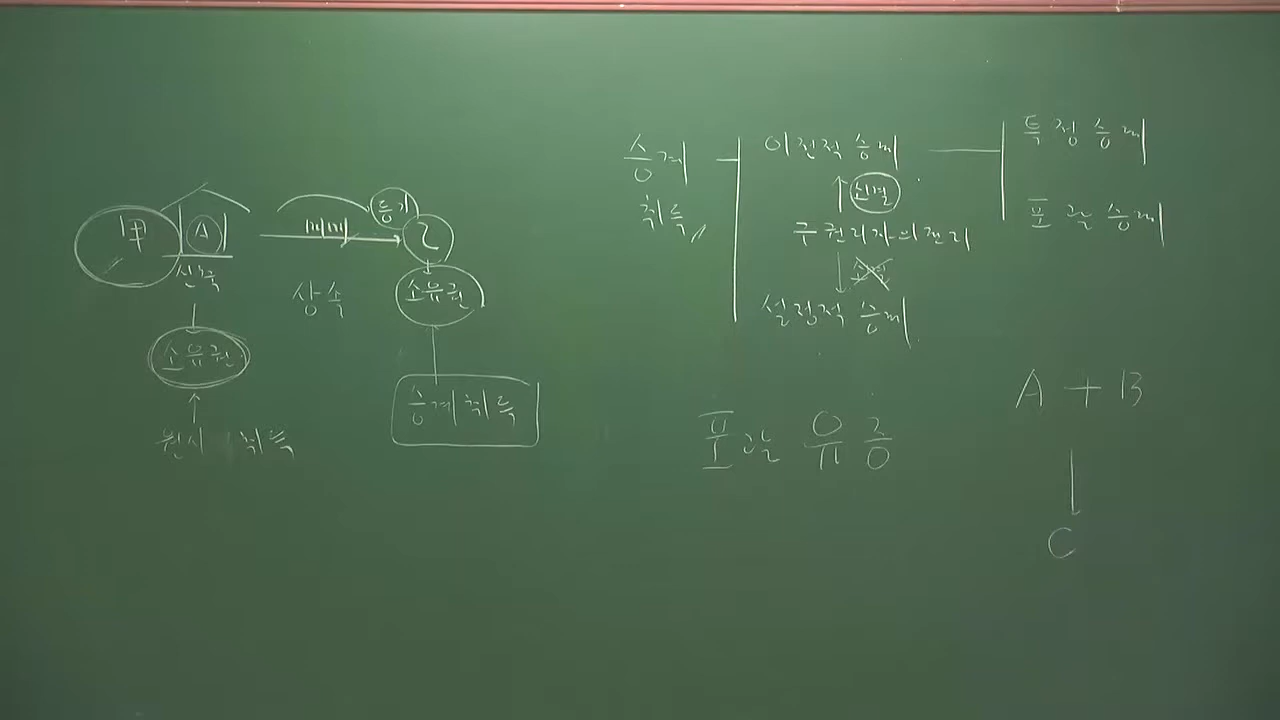 甲 A
신축
소유권
원시취득
매매
등기
乙
상속
소유권
승계취득
승계
취득
이전적 승계
구권리자의 권리
설정적 승계
특정승계
포괄승계
포괄유증
A + B
C